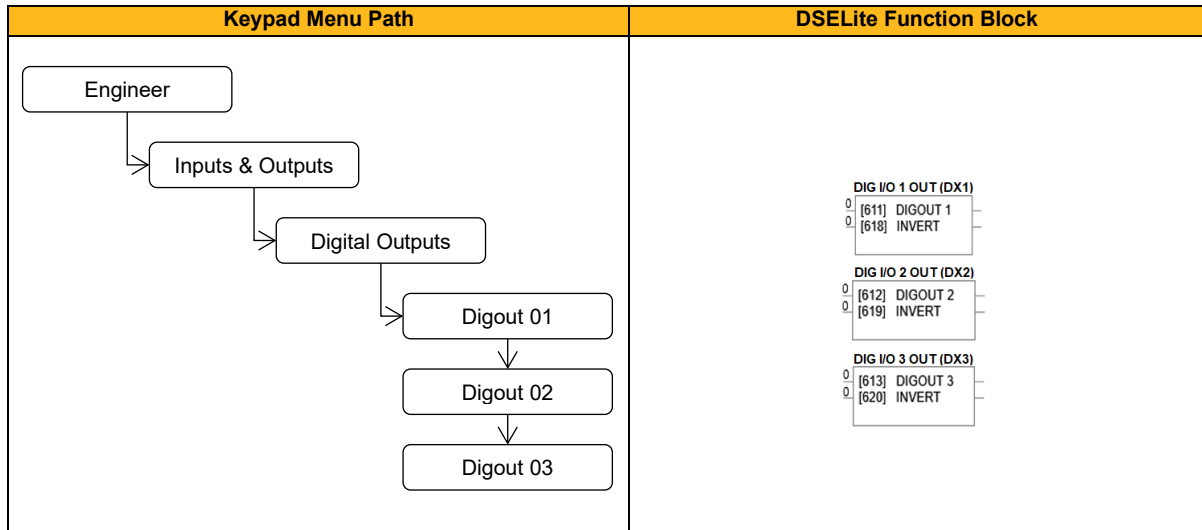 Keypad Menu Path
DSELite Function Block
Engineer
Inputs & Outputs
Digital Outputs
Digout 01
Digout 02
Digout 03
DIG I/O 1 OUT (DX1)
0 [611] DIGOUT 1
0 [618] INVERT
DIG I/O 2 OUT (DX2)
0 [612] DIGOUT 2
0 [619] INVERT
DIG I/O 3 OUT (DX3)
0 [613] DIGOUT 3
0 [620] INVERT